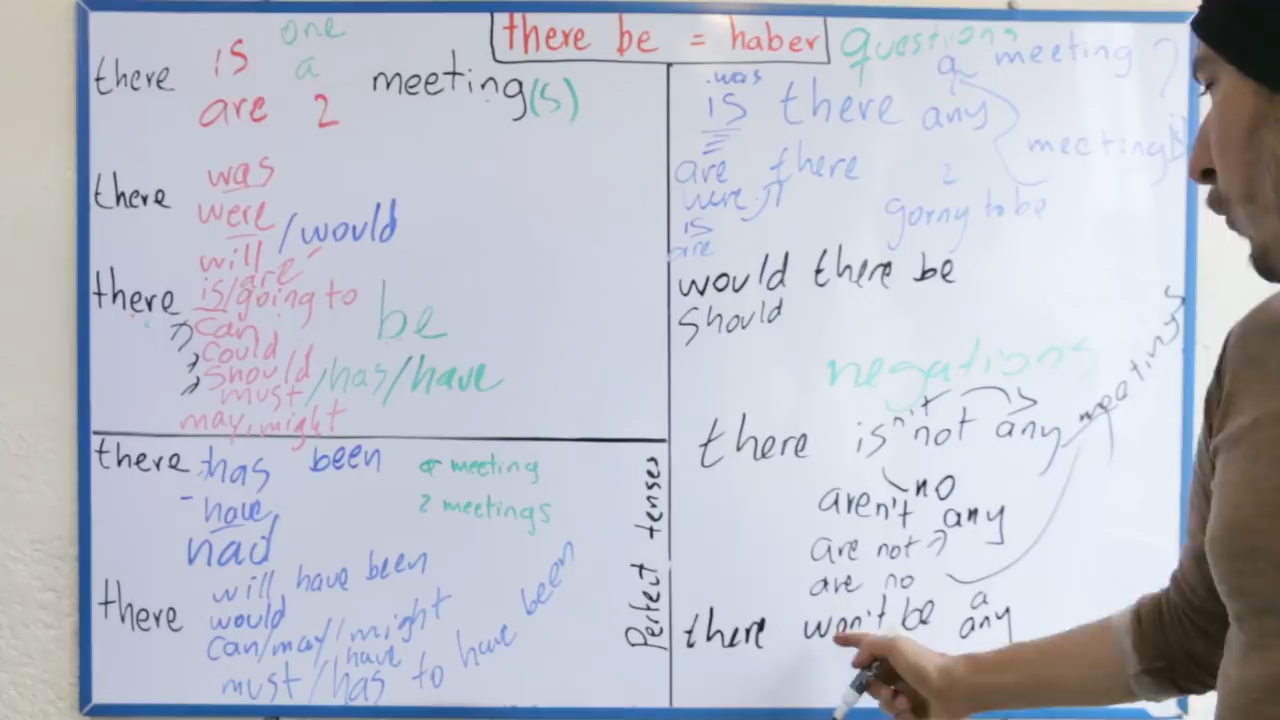 there be = haber
there is one
a
are 2
meeting(s)
there was
were
will /would
are
there is/going to
be
can
could
should/has/have
must
may, might
there has been a meeting
- have 2 meetings
had
there will have been
would
can/may/might
have
must/has to have been
Perfect tenses
questions
was a meeting ?
is there any
meetings
are there
were 2
going to be
is
are
would there be
should
negations
n't
there is not any meetings
no
aren't any
are not
are no
there won't be a
any